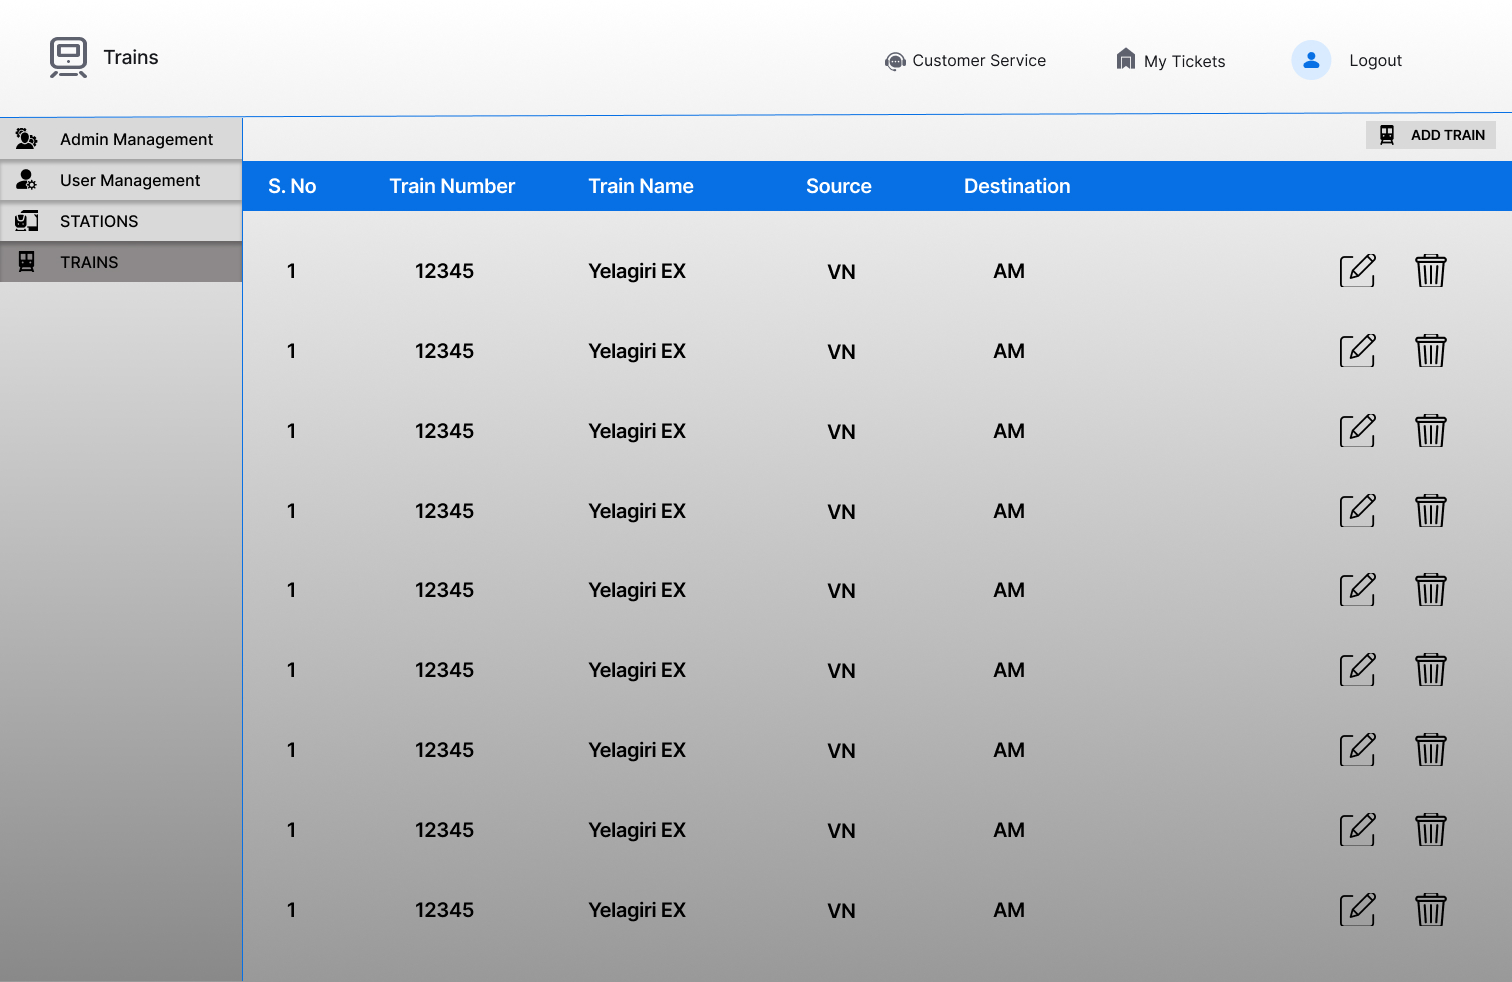 Trains
Customer Service
My Tickets
Logout
Admin Management
User Management
STATIONS
TRAINS
ADD TRAIN
S. No Train Number Train Name Source Destination
1 12345 Yelagiri EX VN AM
1 12345 Yelagiri EX VN AM
1 12345 Yelagiri EX VN AM
1 12345 Yelagiri EX VN AM
1 12345 Yelagiri EX VN AM
1 12345 Yelagiri EX VN AM
1 12345 Yelagiri EX VN AM
1 12345 Yelagiri EX VN AM
1 12345 Yelagiri EX VN AM